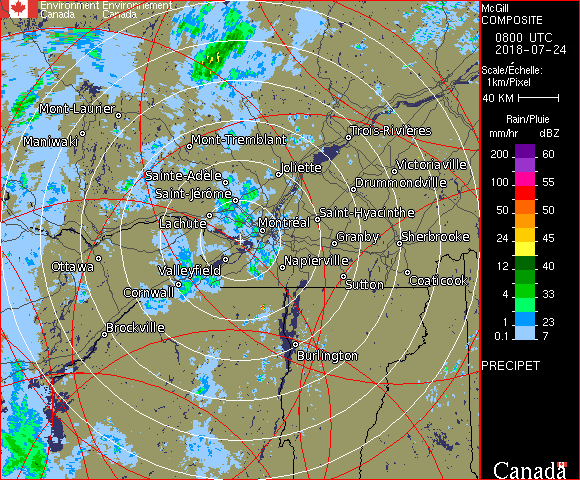 Environment Environnement
Canada Canada
McGill
COMPOSITE
0800 UTC
2018-07-24
Scale/Échelle:
1km/Pixel
40 KM
Rain/Pluie
mm/hr dBZ
200 60
52
100 55
53
50 50
24 45
12 40
4 33
1 23
0.1 7
PRECIPET
Canada
Mont-Laurier
Maniwaki
Mont-Tremblant
Trois-Rivières
Sainte-Adèle
Joliette
Victoriaville
Saint-Jérôme
Drummondville
Lachute
Montréal
Saint-Hyacinthe
Granby
Sherbrooke
Ottawa
Valleyfield
Napierville
Cornwall
Sutton
Coaticook
Brockville
Burlington